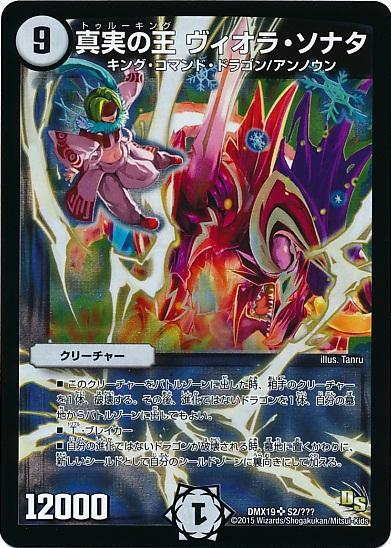 9
トゥルーキング
真実の王 ヴィオラ・ソナタ
キング・コマンド・ドラゴン/アンノウン
illus. Tanru
クリーチャー
■ このクリーチャーをバトルゾーンに出した時、相手のクリーチャー
を1体、破壊する。その後、進化ではないドラゴンを1体、自分の墓
地からバトルゾーンに出してもよい。
■ T・ブレイカー
■ 自分の進化ではないドラゴンが破壊される時、墓地に置くかわりに、
新しいシールドとして自分のシールドゾーンに裏向きにして加える。
12000
1
DS
DMX19 S2/???
©2015 Wizards/Shogakukan/Mitsui-Kids